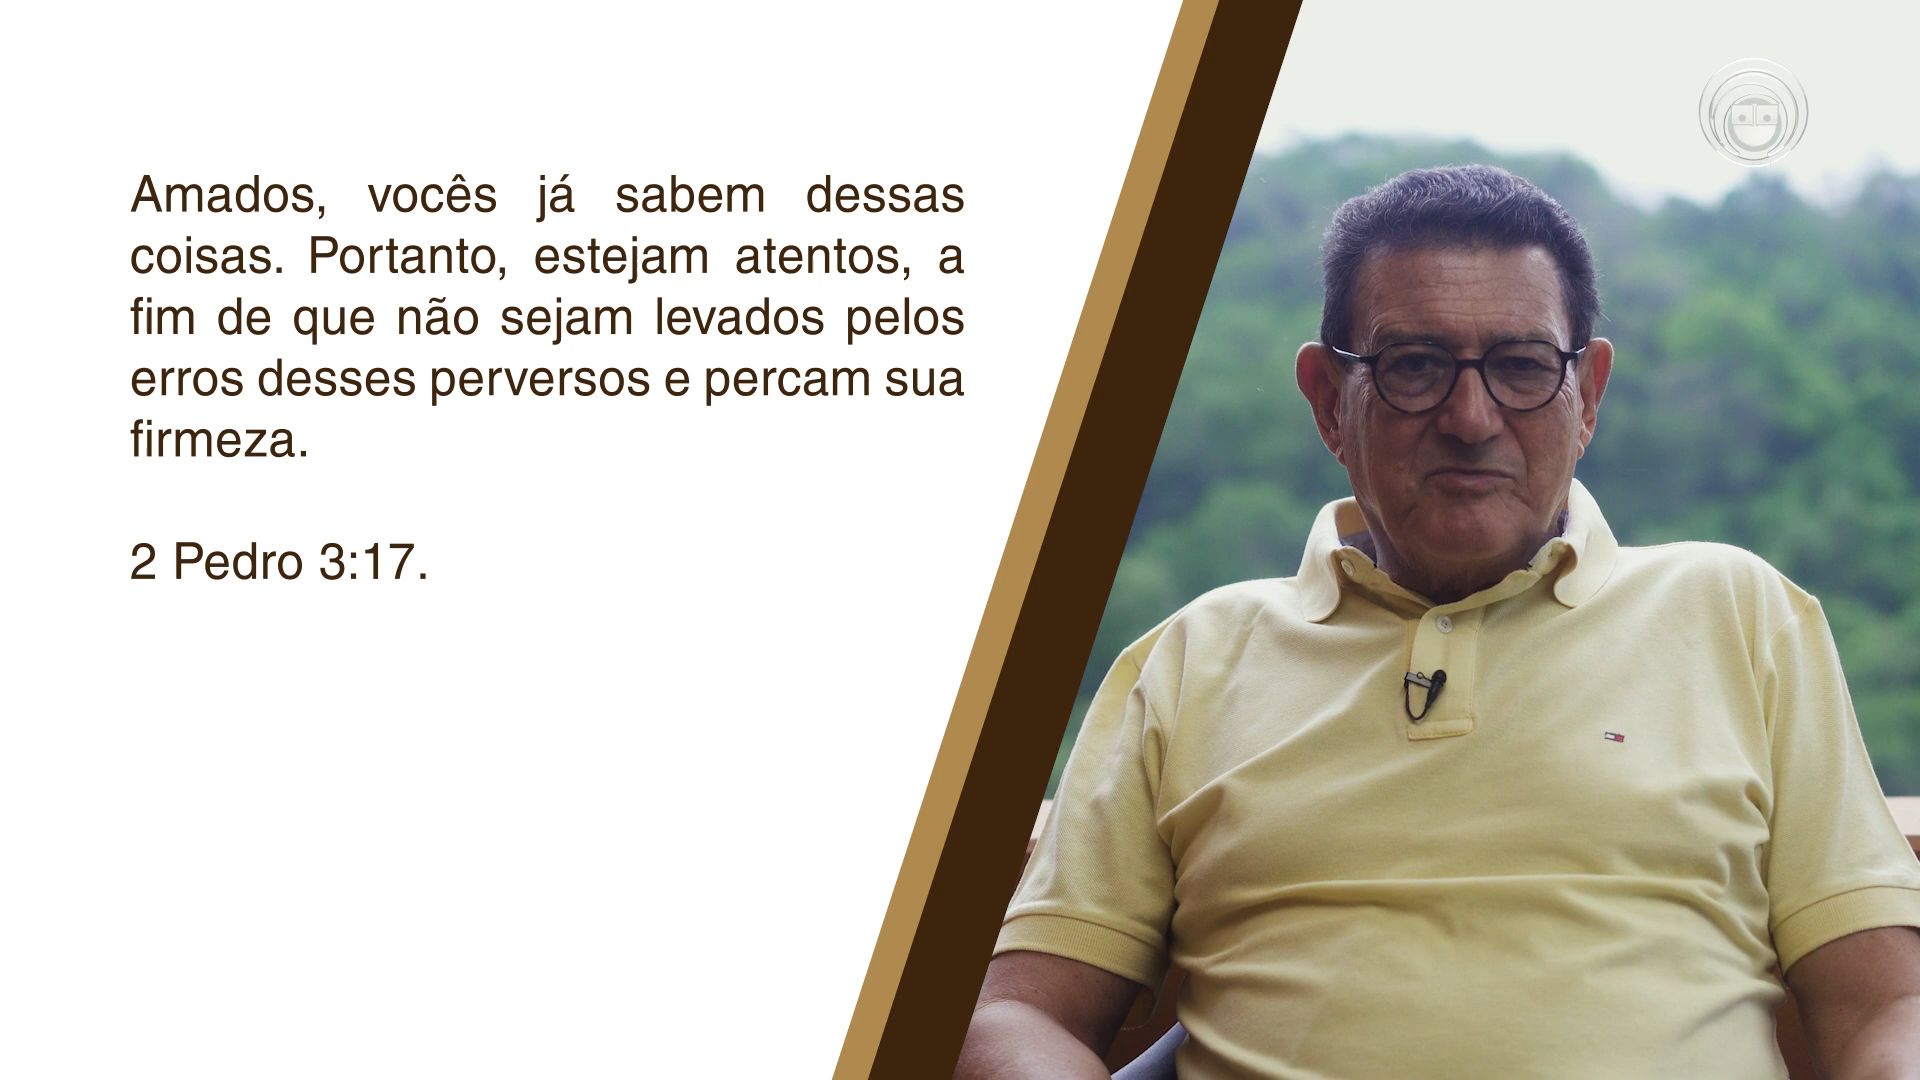 Amados, vocês já sabem dessas
coisas. Portanto, estejam atentos, a
fim de que não sejam levados pelos
erros desses perversos e percam sua
firmeza.
2 Pedro 3:17.